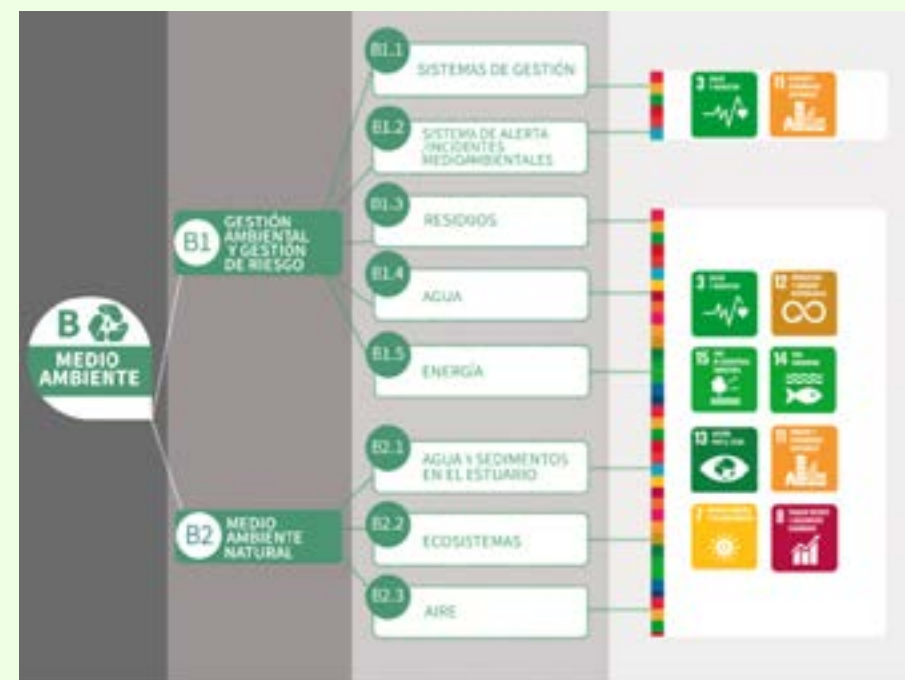 B
MEDIO
AMBIENTE
B1
GESTIÓN
AMBIENTAL
Y GESTIÓN
DE RIESGO
B1.1
SISTEMAS DE GESTIÓN
B1.2
SISTEMA DE ALERTA
/INCIDENTES
MEDIOAMBIENTALES
B1.3
RESIDUOS
B1.4
AGUA
B1.5
ENERGÍA
B2
MEDIO
AMBIENTE
NATURAL
B2.1
AGUA Y SEDIMENTOS
EN EL ESTUARIO
B2.2
ECOSISTEMAS
B2.3
AIRE
3
11
3
12
15
14
13
11
7
8